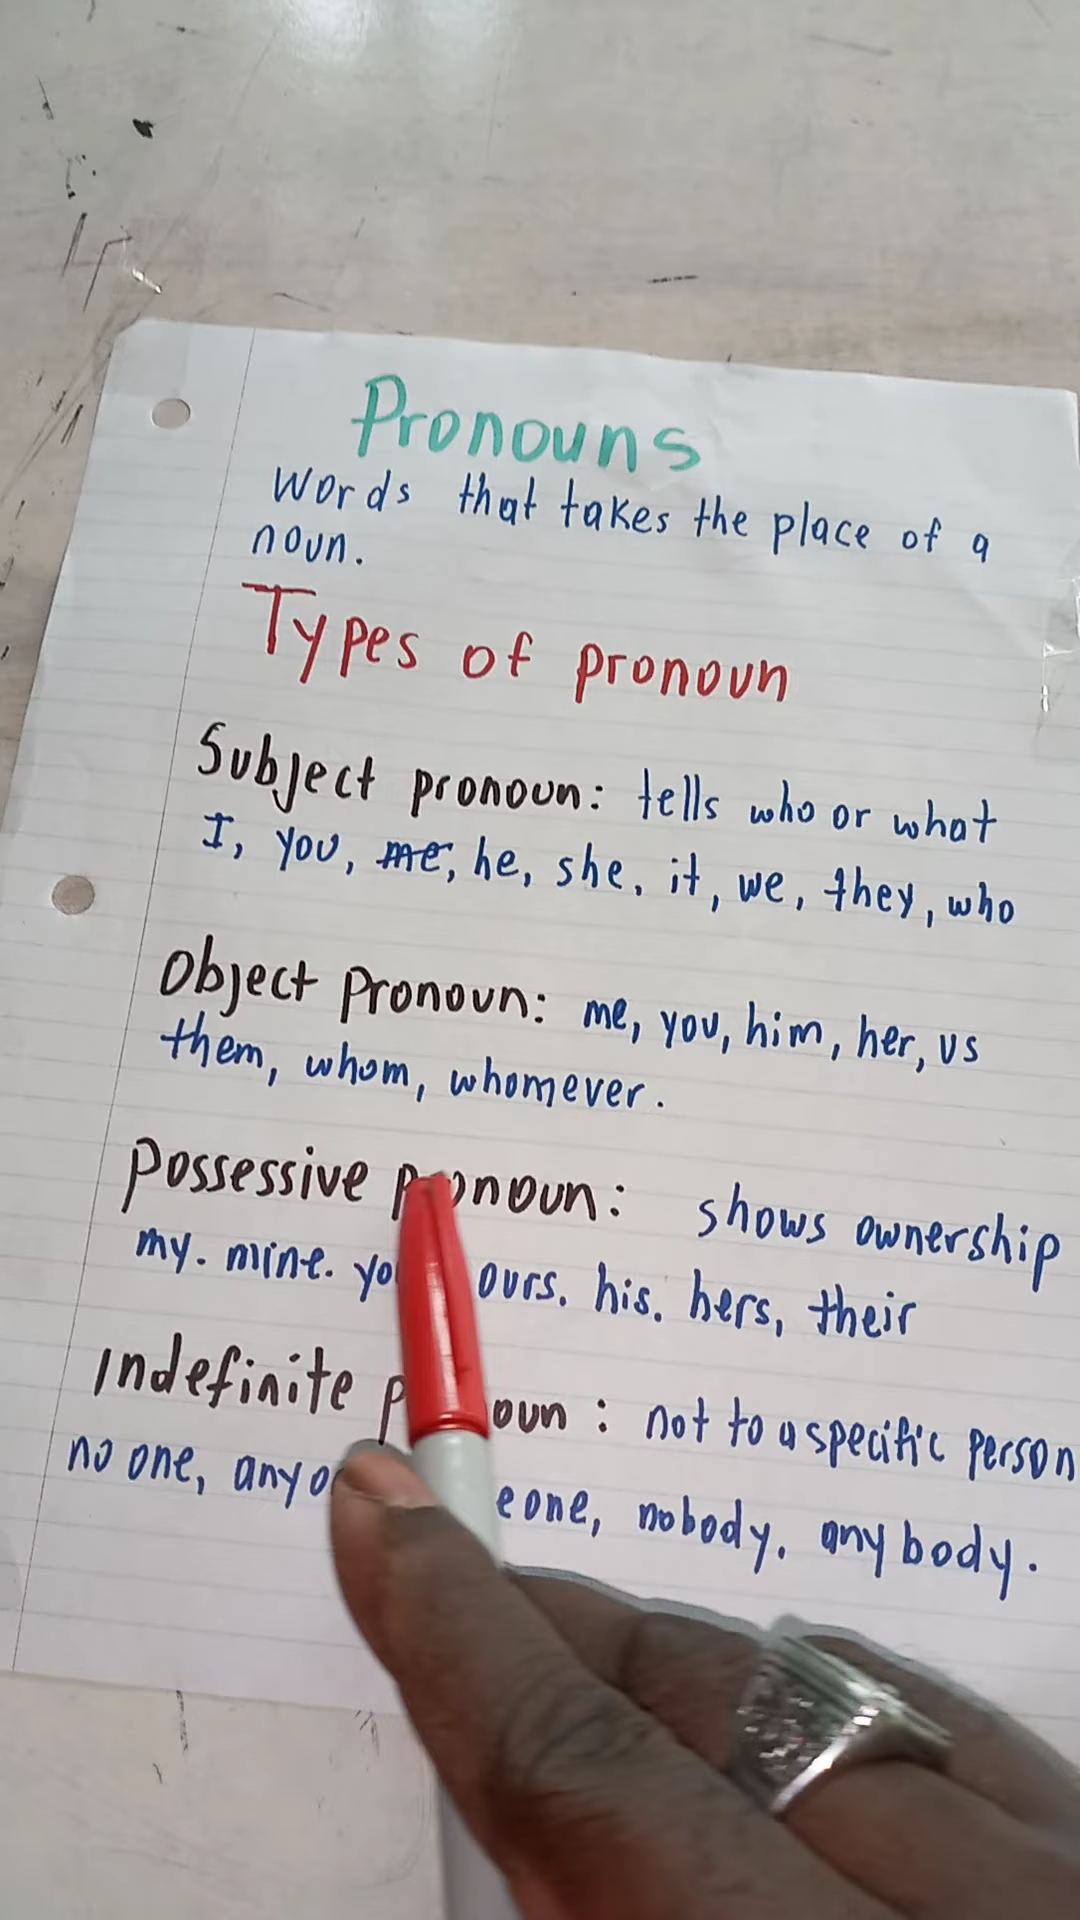 Pronouns
Words that takes the place of a
noun.
Types of pronoun
Subject pronoun: tells who or what
I, you, me, he, she, it, we, they, who
Object pronoun: me, you, him, her, us
them, whom, whomever.
Possessive pronoun: shows ownership
my. mine. ours. his. hers, their
Indefinite : not to a specific person
no one, nobody. any body.